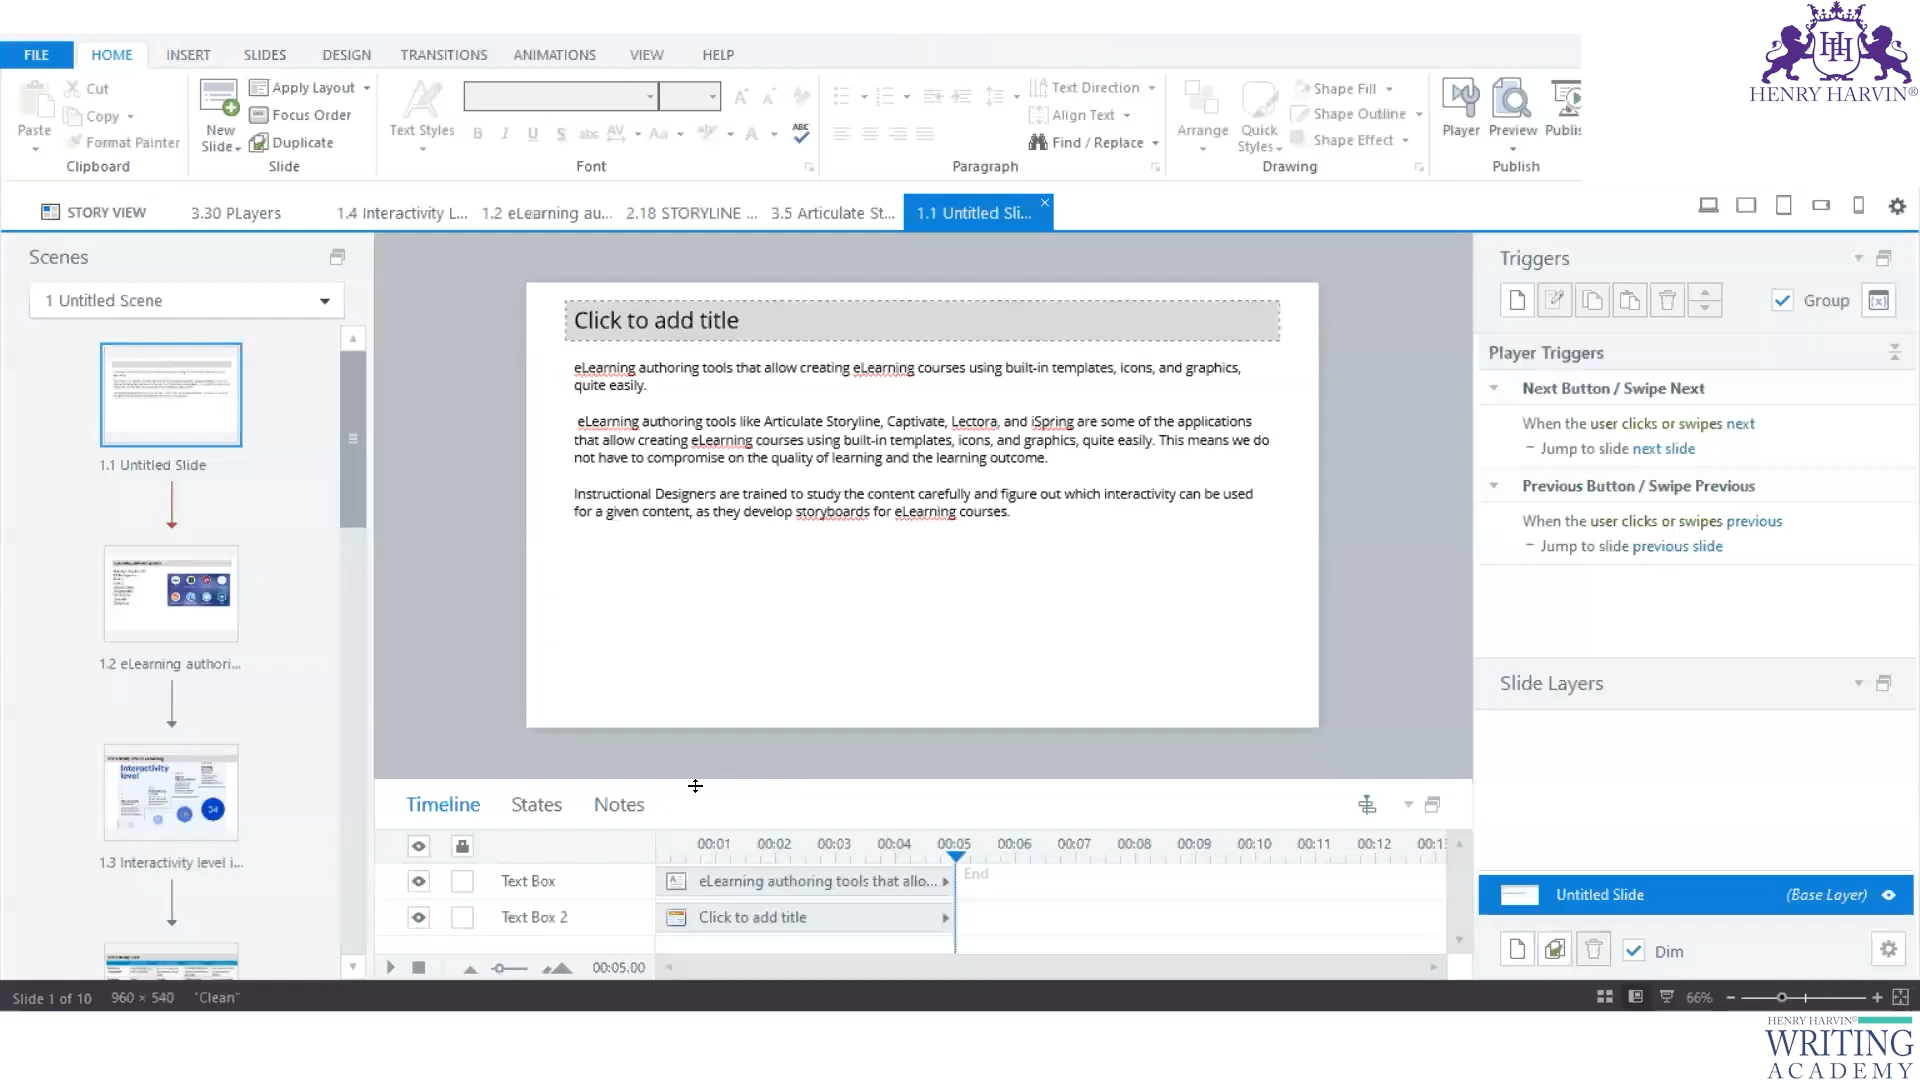 HENRY HARVIN®
FILE HOME INSERT SLIDES DESIGN TRANSITIONS ANIMATIONS VIEW HELP
Paste
Cut
Copy
Format Painter
Clipboard
New Slide
Apply Layout
Focus Order
Duplicate
Slide
Text Styles
B I U S abc AV Aa A ABC
Font
Text Direction
Align Text
Find / Replace
Paragraph
Arrange
Quick Styles
Shape Fill
Shape Outline
Shape Effect
Drawing
Player Preview Publis
Publish
STORY VIEW 3.30 PLayers 1.4 Interactivity L... 1.2 eLearning au... 2.18 STORYLINE ... 3.5 Articulate St... 1.1 Untitled Sli...
Scenes
1 Untitled Scene
1.1 Untitled Slide
1.2 eLearning authori...
Interactivity level
1.3 Interactivity level i...
Click to add title
eLearning authoring tools that allow creating eLearning courses using built-in templates, icons, and graphics,
quite easily.
eLearning authoring tools like Articulate Storyline, Captivate, Lectora, and iSpring are some of the applications
that allow creating eLearning courses using built-in templates, icons, and graphics, quite easily. This means we do
not have to compromise on the quality of learning and the learning outcome.
Instructional Designers are trained to study the content carefully and figure out which interactivity can be used
for a given content, as they develop storyboards for eLearning courses.
Triggers
Group
Player Triggers
Next Button / Swipe Next
When the user clicks or swipes next
– Jump to slide next slide
Previous Button / Swipe Previous
When the user clicks or swipes previous
– Jump to slide previous slide
Slide Layers
Untitled Slide (Base Layer)
Dim
Timeline States Notes
00:01 00:02 00:03 00:04 00:05 00:06 00:07 00:08 00:09 00:10 00:11 00:12 00:1
End
Text Box eLearning authoring tools that allo...
Text Box 2 Click to add title
00:05.00
Slide 1 of 10 960 × 540 "Clean" 66%
HENRY HARVIN®
WRITING
ACADEMY